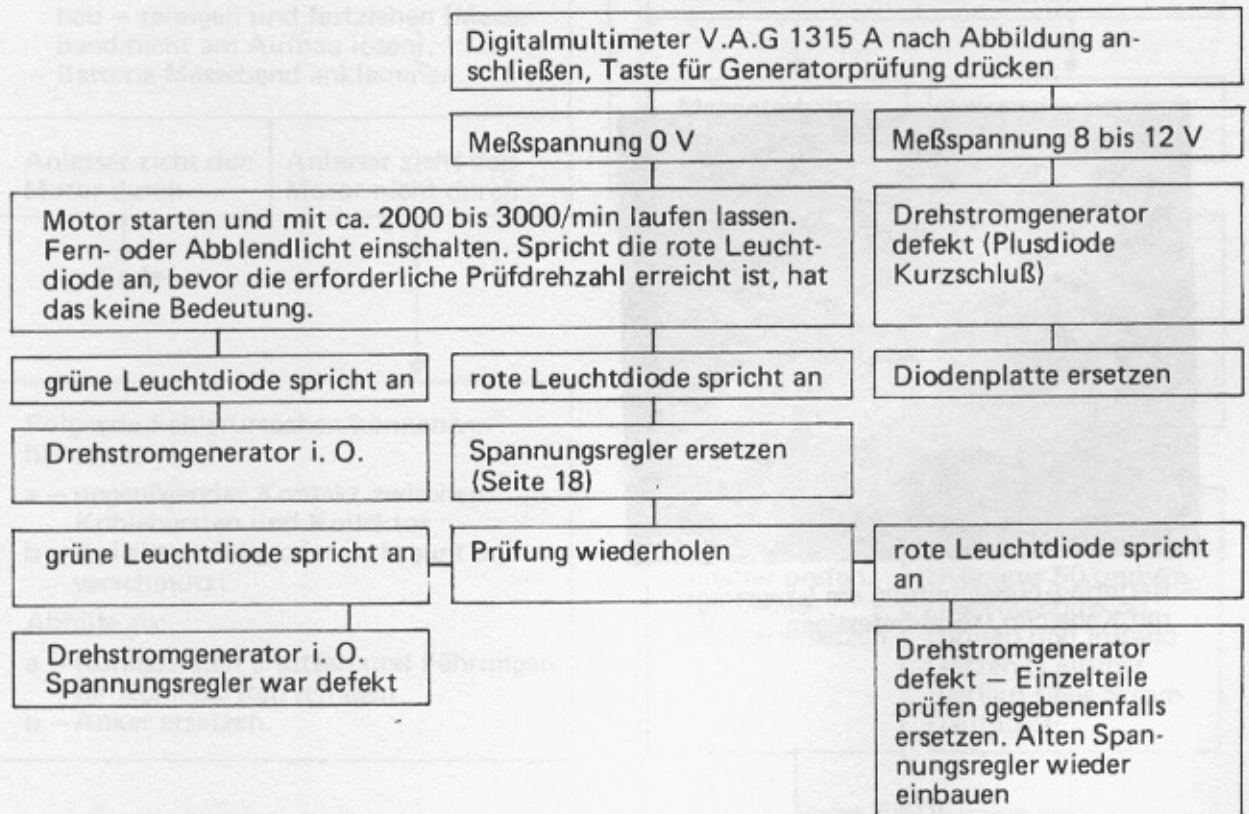 Digitalmultimeter V.A.G 1315 A nach Abbildung an-
schließen, Taste für Generatorprüfung drücken
Meßspannung 0 V
Meßspannung 8 bis 12 V
Motor starten und mit ca. 2000 bis 3000/min laufen lassen.
Fern- oder Abblendlicht einschalten. Spricht die rote Leucht-
diode an, bevor die erforderliche Prüfdrehzahl erreicht ist, hat
das keine Bedeutung.
Drehstromgenerator
defekt (Plusdiode
Kurzschluß)
grüne Leuchtdiode spricht an
rote Leuchtdiode spricht an
Diodenplatte ersetzen
Drehstromgenerator i. O.
Spannungsregler ersetzen
(Seite 18)
grüne Leuchtdiode spricht an
Prüfung wiederholen
rote Leuchtdiode spricht
an
Drehstromgenerator i. O.
Spannungsregler war defekt
Drehstromgenerator
defekt — Einzelteile
prüfen gegebenenfalls
ersetzen. Alten Span-
nungsregler wieder
einbauen